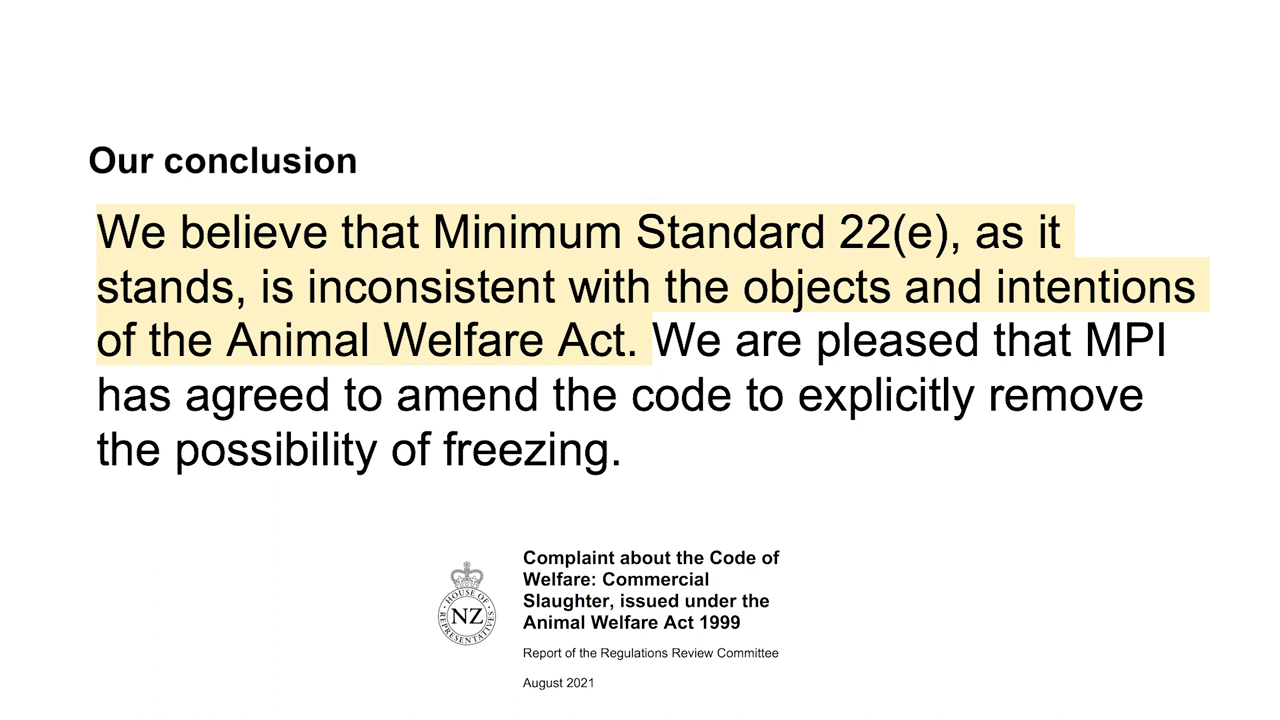 Our conclusion
We believe that Minimum Standard 22(e), as it
stands, is inconsistent with the objects and intentions
of the Animal Welfare Act. We are pleased that MPI
has agreed to amend the code to explicitly remove
the possibility of freezing.
HOUSE OF REPRESENTATIVES
NZ
Complaint about the Code of
Welfare: Commercial
Slaughter, issued under the
Animal Welfare Act 1999
Report of the Regulations Review Committee
August 2021